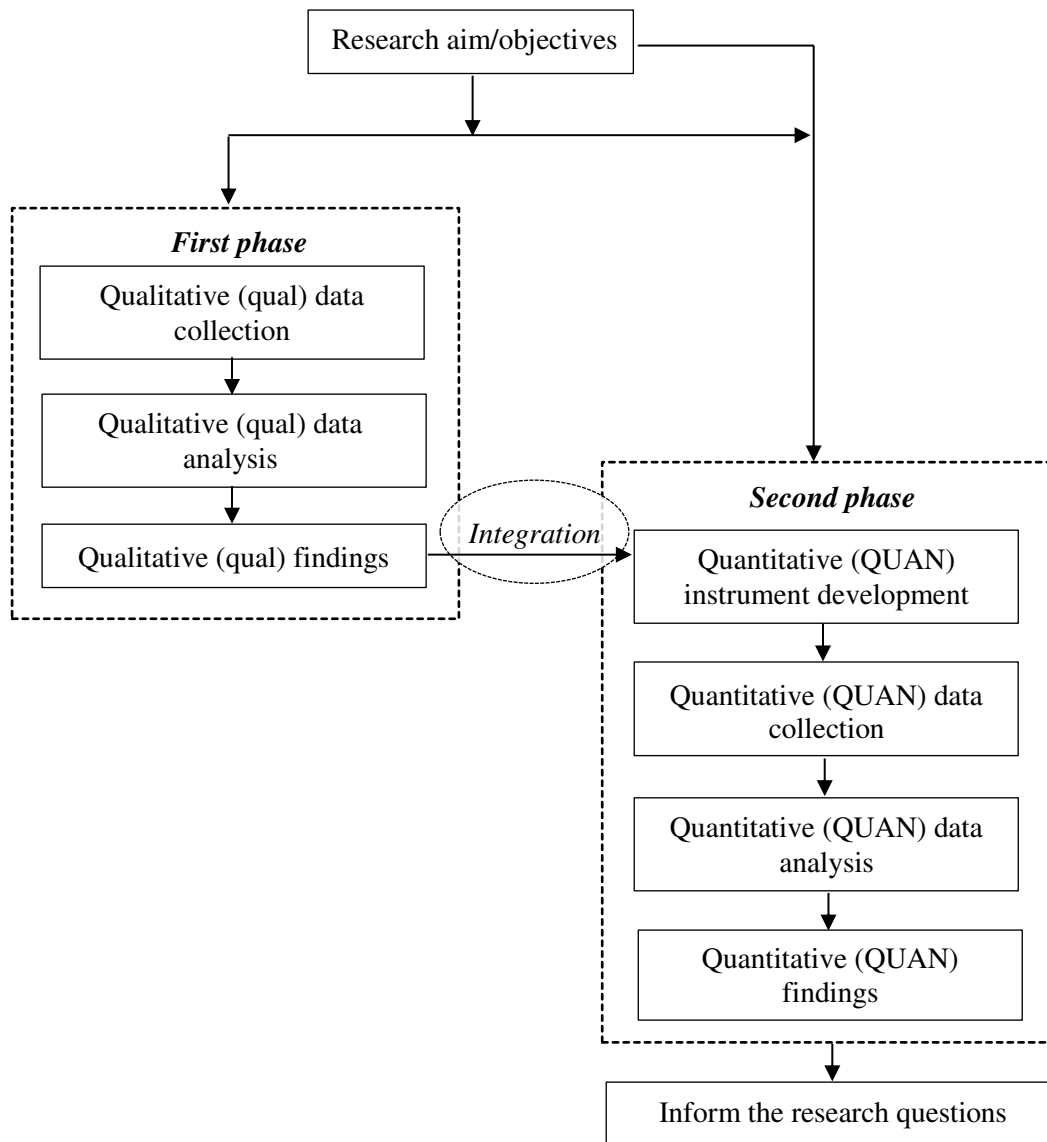 Research aim/objectives
First phase
Qualitative (qual) data
collection
Qualitative (qual) data
analysis
Qualitative (qual) findings
Integration
Second phase
Quantitative (QUAN)
instrument development
Quantitative (QUAN) data
collection
Quantitative (QUAN) data
analysis
Quantitative (QUAN)
findings
Inform the research questions